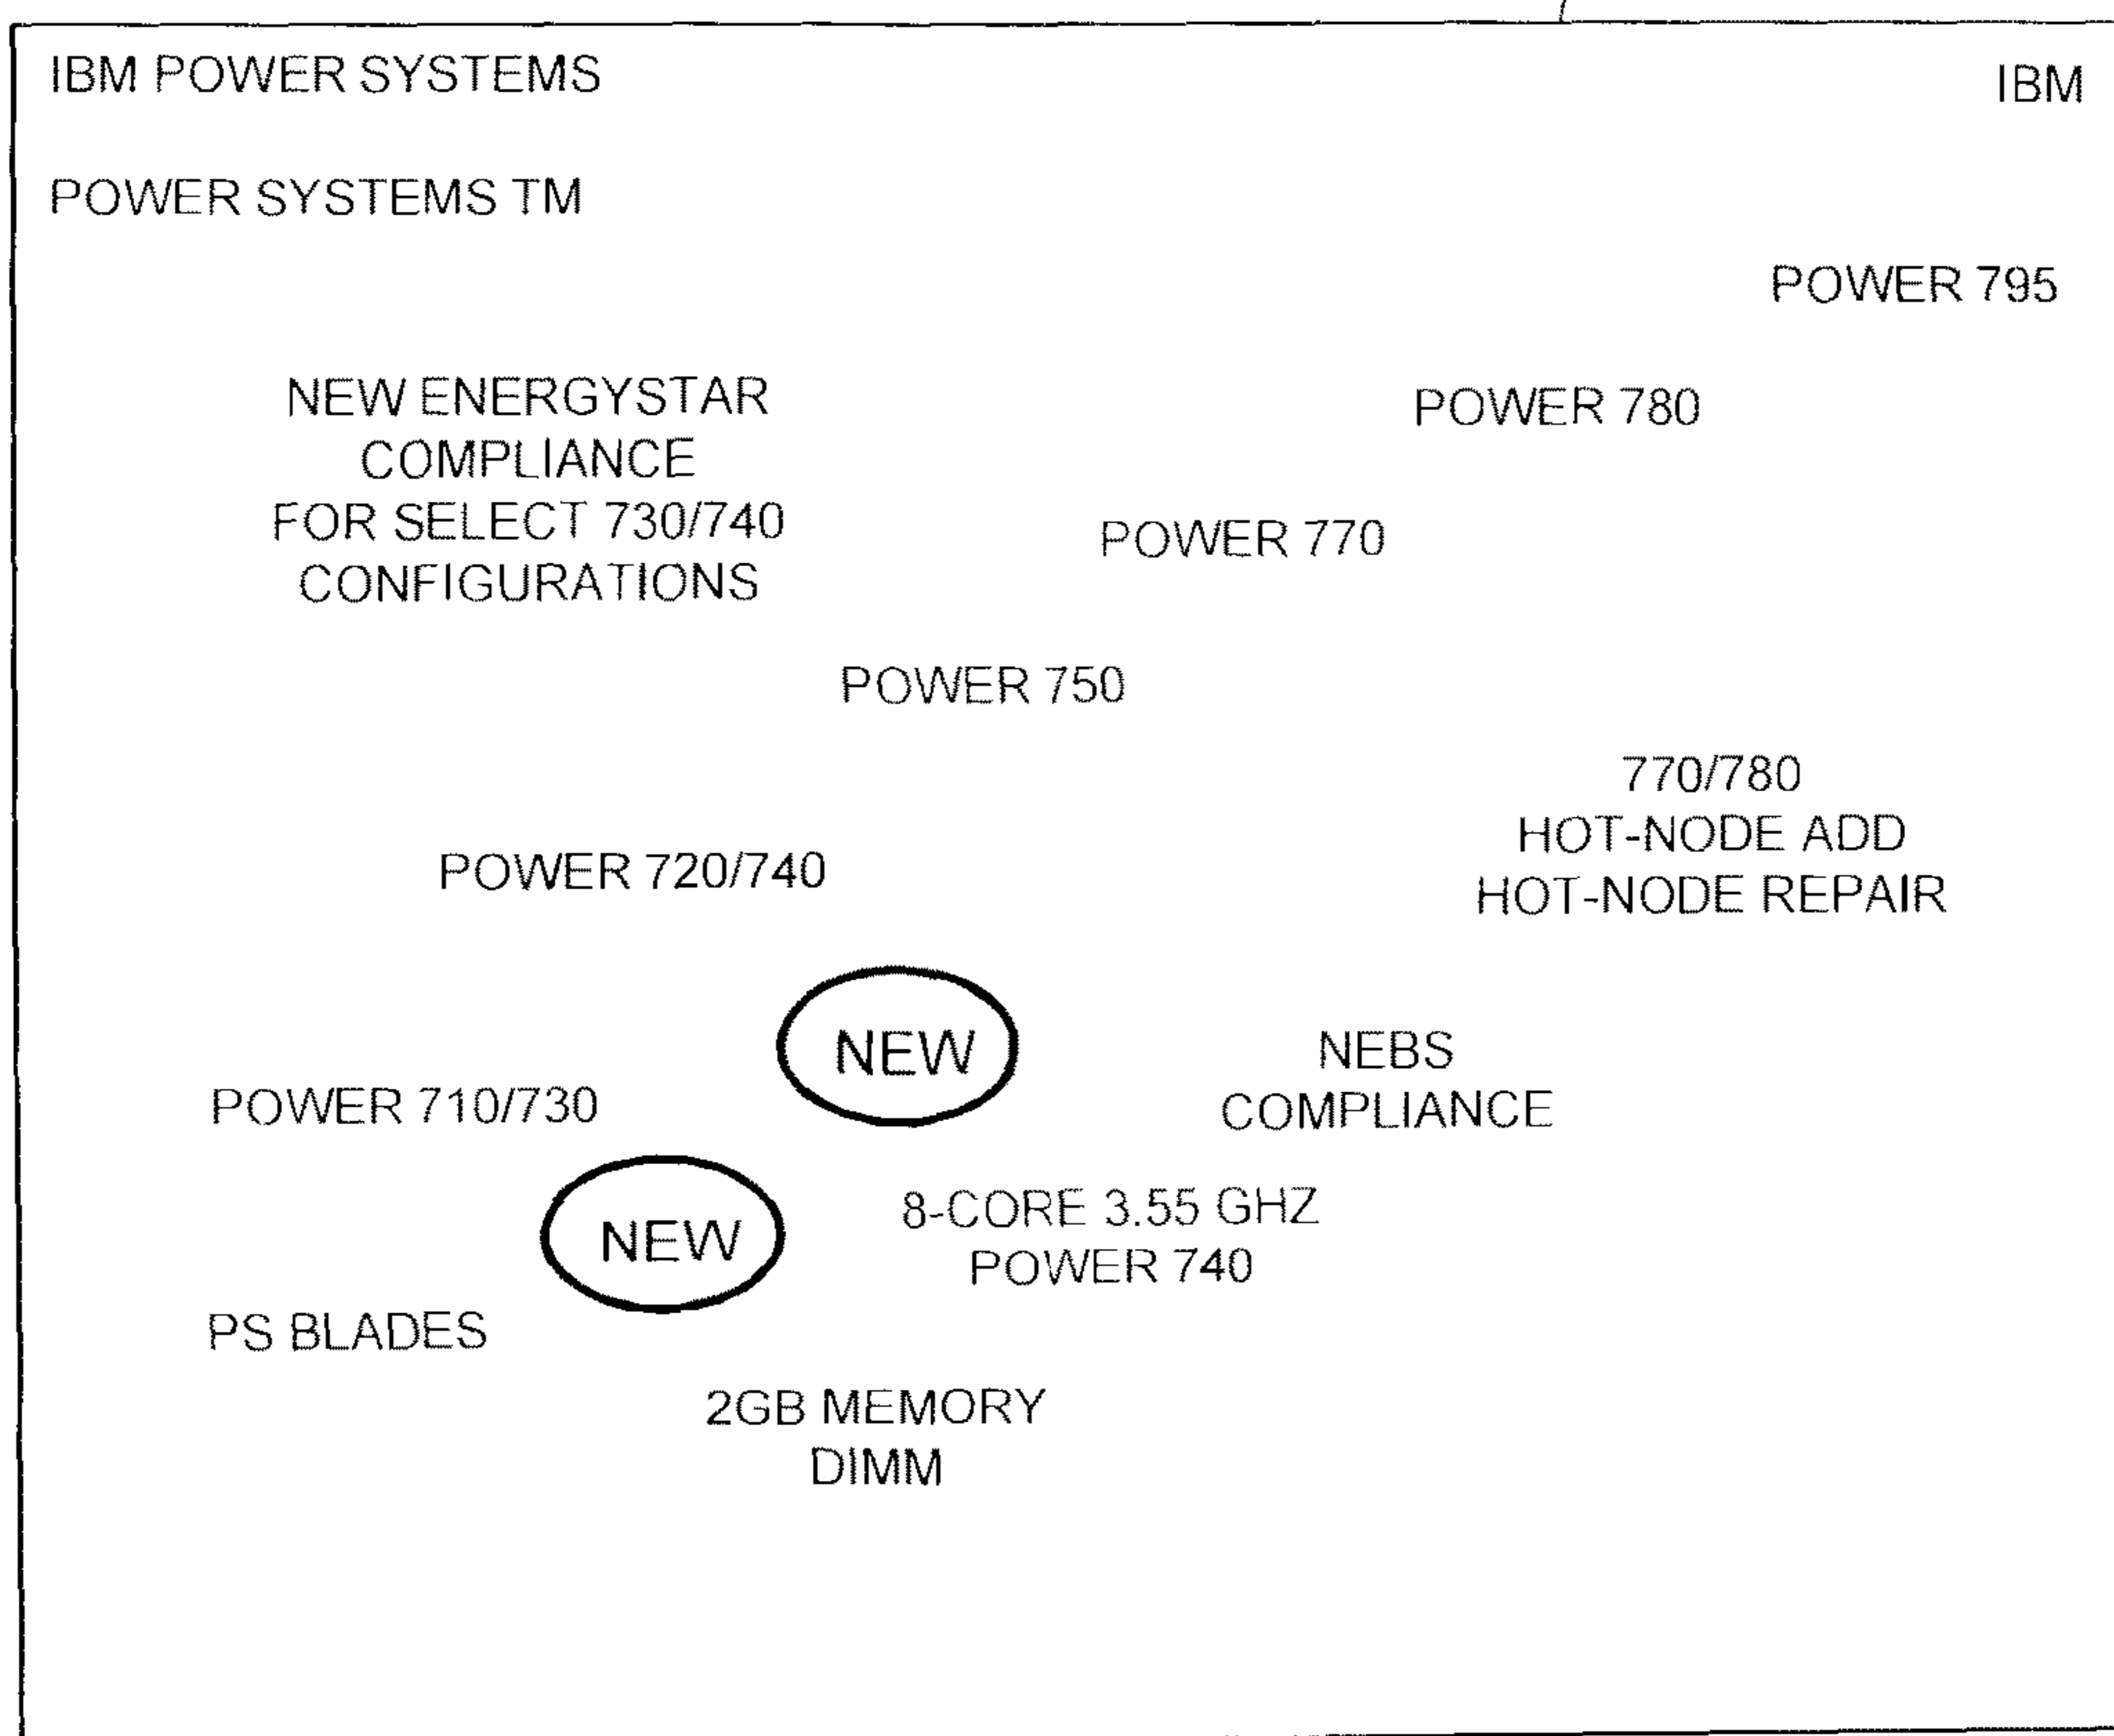 IBM POWER SYSTEMS
IBM
POWER SYSTEMS TM
POWER 795
NEW ENERGYSTAR
COMPLIANCE
FOR SELECT 730/740
CONFIGURATIONS
POWER 780
POWER 770
POWER 750
770/780
HOT-NODE ADD
HOT-NODE REPAIR
POWER 720/740
NEW
NEBS
COMPLIANCE
POWER 710/730
NEW
8-CORE 3.55 GHZ
POWER 740
PS BLADES
2GB MEMORY
DIMM